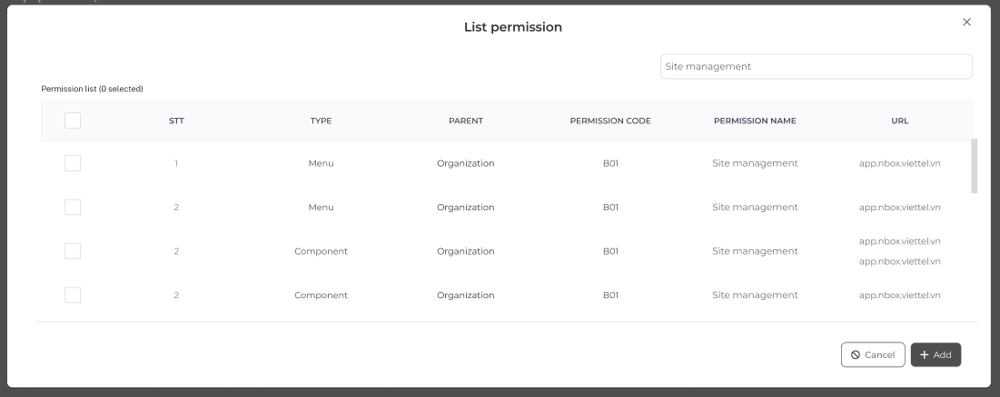 List permission
Site management
Permission list (0 selected)
STT TYPE PARENT PERMISSION CODE PERMISSION NAME URL
1 Menu Organization B01 Site management app.nbox.viettel.vn
2 Menu Organization B01 Site management app.nbox.viettel.vn
2 Component Organization B01 Site management app.nbox.viettel.vn
app.nbox.viettel.vn
2 Component Organization B01 Site management app.nbox.viettel.vn
Cancel Add